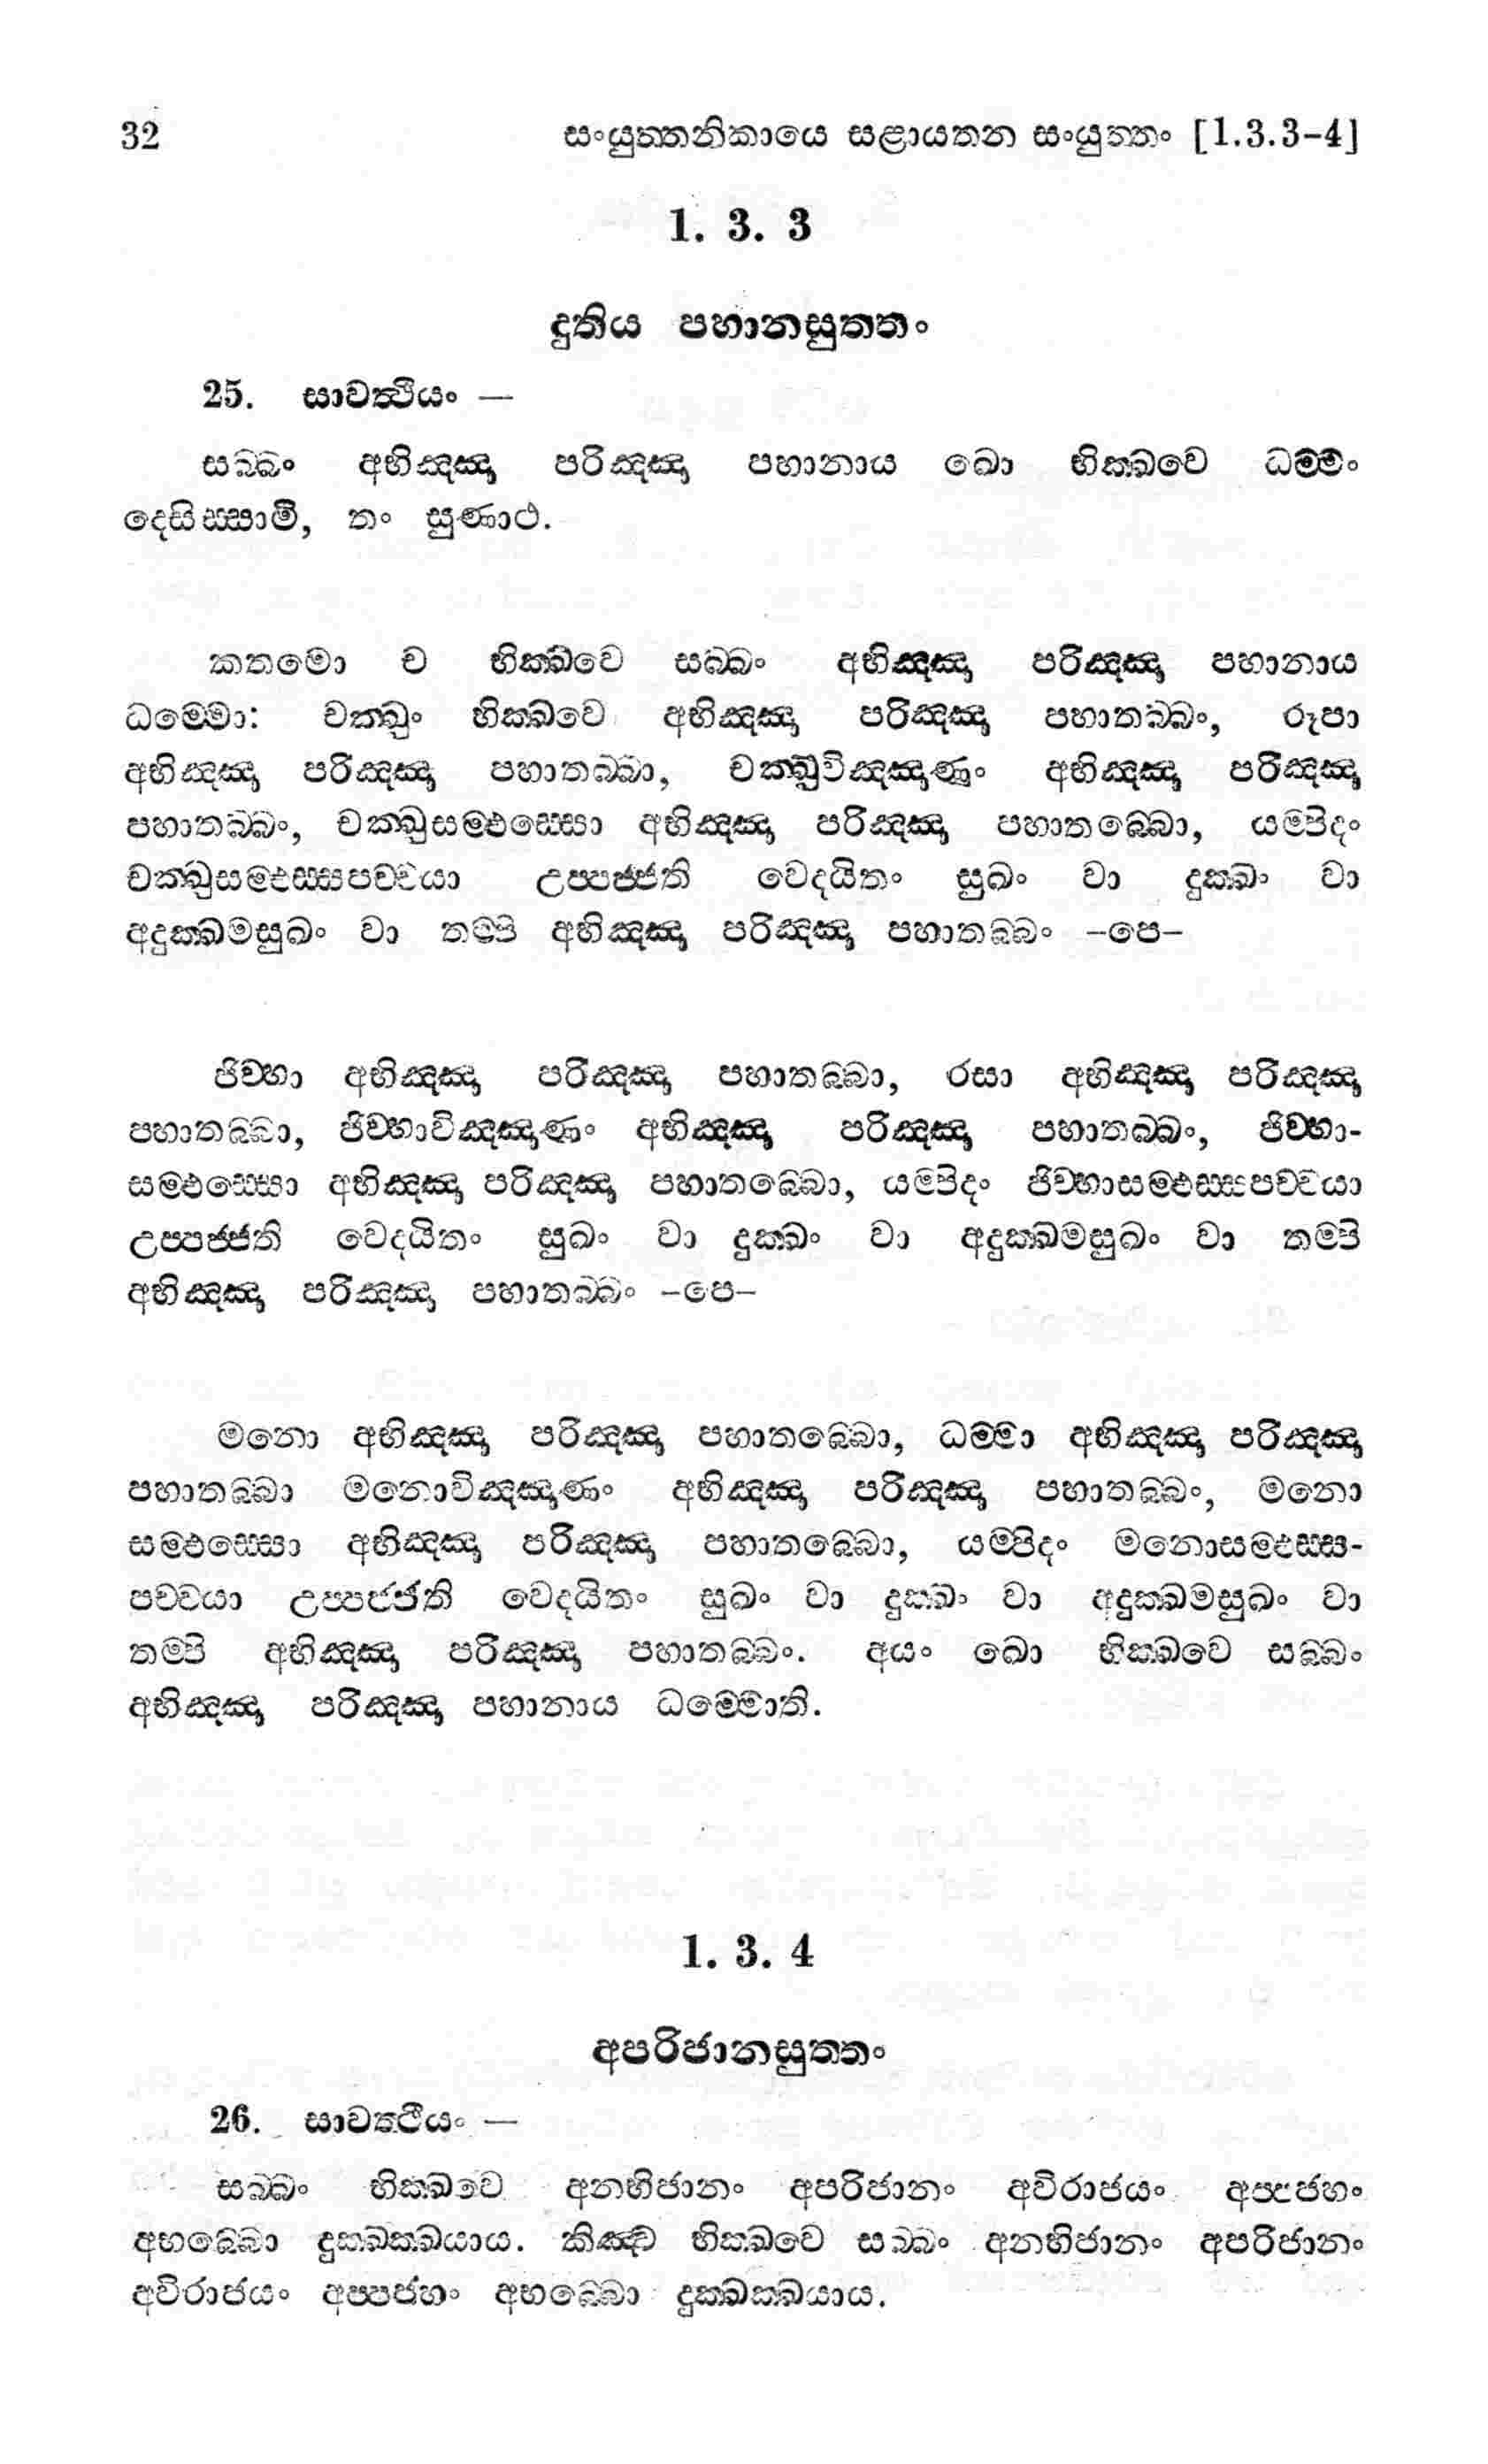 32 සංයුත්තනිකායෙ සළායතන සංයුත්තං [1.3.3-4]
1. 3. 3
දුතිය පහානසුත්තං
25. සාවත්ථියං —
සබ්බං අභිඤ්ඤා පරිඤ්ඤා පහානාය ඛො භික්ඛවෙ ධම්මං
දෙසිස්සාමි, තං සුණාථ.
කතමො ච භික්ඛවෙ සබ්බං අභිඤ්ඤා පරිඤ්ඤා පහානාය
ධම්මො: චක්ඛුං භික්ඛවෙ අභිඤ්ඤා පරිඤ්ඤා පහාතබ්බං, රූපා
අභිඤ්ඤා පරිඤ්ඤා පහාතබ්බා, චක්ඛුවිඤ්ඤාණං අභිඤ්ඤා පරිඤ්ඤා
පහාතබ්බං, චක්ඛුසම්ඵස්සො අභිඤ්ඤා පරිඤ්ඤා පහාතබ්බො, යම්පිදං
චක්ඛුසම්ඵස්සපච්චයා උප්පජ්ජති වෙදයිතං සුඛං වා දුක්ඛං වා
අදුක්ඛමසුඛං වා තම්පි අභිඤ්ඤා පරිඤ්ඤා පහාතබ්බං -පෙ-
ජිව්හා අභිඤ්ඤා පරිඤ්ඤා පහාතබ්බා, රසා අභිඤ්ඤා පරිඤ්ඤා
පහාතබ්බා, ජිව්හාවිඤ්ඤාණං අභිඤ්ඤා පරිඤ්ඤා පහාතබ්බං, ජිව්හා-
සම්ඵස්සො අභිඤ්ඤා පරිඤ්ඤා පහාතබ්බො, යම්පිදං ජිව්හාසම්ඵස්සපච්චයා
උප්පජ්ජති වෙදයිතං සුඛං වා දුක්ඛං වා අදුක්ඛමසුඛං වා තම්පි
අභිඤ්ඤා පරිඤ්ඤා පහාතබ්බං -පෙ-
මනො අභිඤ්ඤා පරිඤ්ඤා පහාතබ්බො, ධම්මා අභිඤ්ඤා පරිඤ්ඤා
පහාතබ්බා මනොවිඤ්ඤාණං අභිඤ්ඤා පරිඤ්ඤා පහාතබ්බං, මනො
සම්ඵස්සො අභිඤ්ඤා පරිඤ්ඤා පහාතබ්බො, යම්පිදං මනොසම්ඵස්ස-
පච්චයා උප්පජ්ජති වෙදයිතං සුඛං වා දුක්ඛං වා අදුක්ඛමසුඛං වා
තම්පි අභිඤ්ඤා පරිඤ්ඤා පහාතබ්බං. අයං ඛො භික්ඛවෙ සබ්බං
අභිඤ්ඤා පරිඤ්ඤා පහානාය ධම්මොති.
1. 3. 4
අපරිජානසුත්තං
26. සාවත්ථියං —
සබ්බං භික්ඛවෙ අනභිජානං අපරිජානං අවිරාජයං අප්පජහං
අභබ්බො දුක්ඛක්ඛයාය. කිඤ්ච භික්ඛවෙ සබ්බං අනභිජානං අපරිජානං
අවිරාජයං අප්පජහං අභබ්බො දුක්ඛක්ඛයාය.